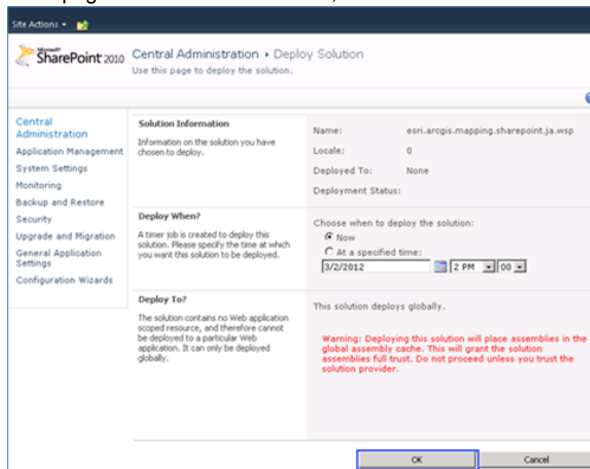 Site Actions
Microsoft
SharePoint 2010
Central Administration ▸ Deploy Solution
Use this page to deploy the solution.
Central
Administration
Application Management
System Settings
Monitoring
Backup and Restore
Security
Upgrade and Migration
General Application
Settings
Configuration Wizards
Solution Information
Information on the solution you have
chosen to deploy.
Name: esri.arcgis.mapping.sharepoint.ja.wsp
Locale: 0
Deployed To: None
Deployment Status:
Deploy When?
A timer job is created to deploy this
solution. Please specify the time at which
you want this solution to be deployed.
Choose when to deploy the solution:
Now
At a specified time:
3/2/2012 2 PM 00
Deploy To?
The solution contains no Web application
scoped resource, and therefore cannot
be deployed to a particular Web
application. It can only be deployed
globally.
This solution deploys globally.
Warning: Deploying this solution will place assemblies in the
global assembly cache. This will grant the solution
assemblies full trust. Do not proceed unless you trust the
solution provider.
OK Cancel